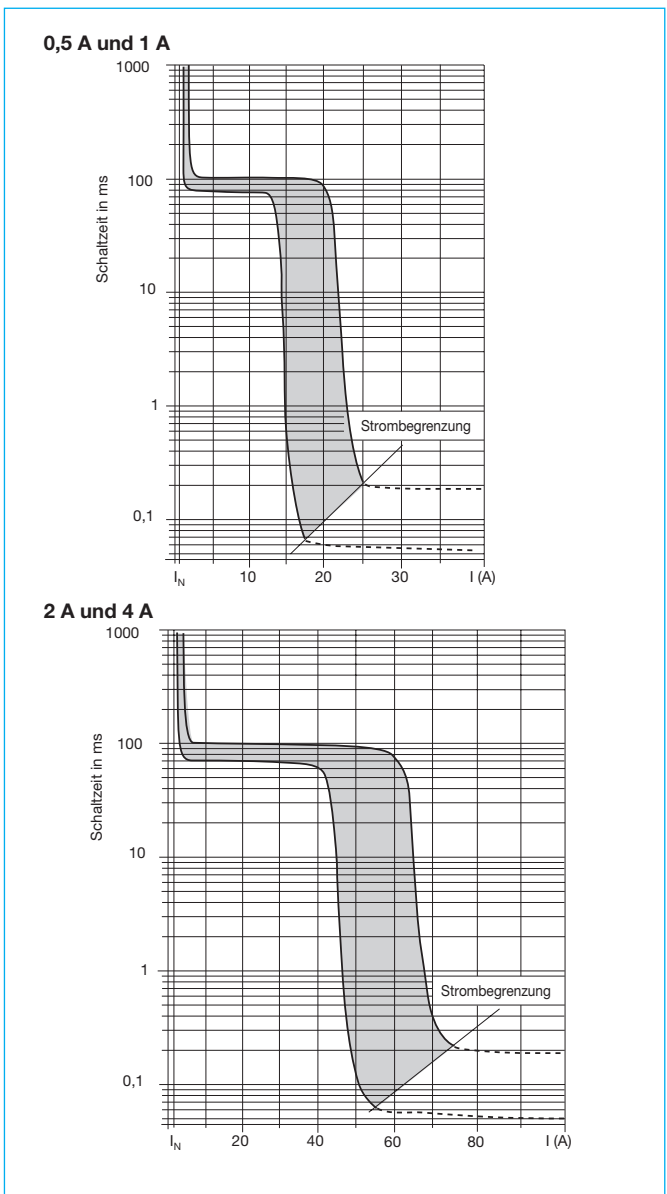 0,5 A und 1 A
1000
100
10
1
0,1
Schaltzeit in ms
Strombegrenzung
I_N 10 20 30 I (A)
2 A und 4 A
1000
100
10
1
0,1
Schaltzeit in ms
Strombegrenzung
I_N 20 40 60 80 I (A)